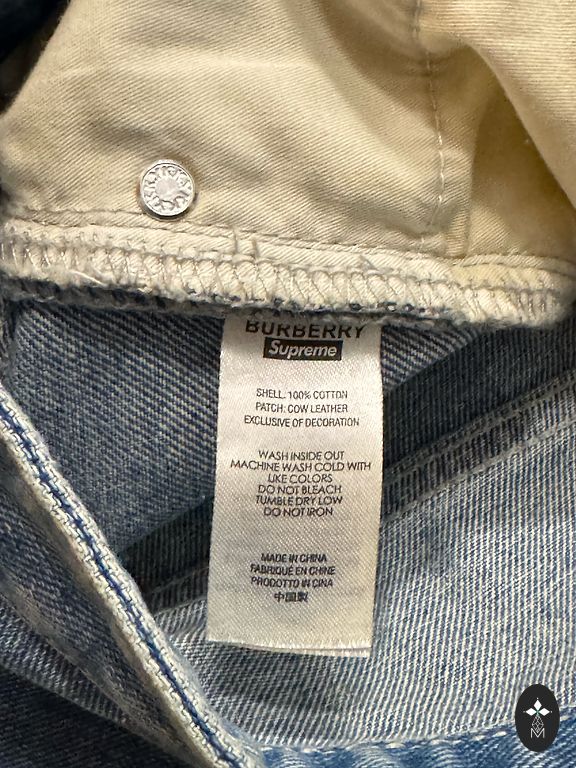 BURBERRY
Supreme
SHELL: 100% COTTON
PATCH: COW LEATHER
EXCLUSIVE OF DECORATION
WASH INSIDE OUT
MACHINE WASH COLD WITH
LIKE COLORS
DO NOT BLEACH
TUMBLE DRY LOW
DO NOT IRON
MADE IN CHINA
FABRIQUÉ EN CHINE
PRODOTTO IN CINA
中国製
M